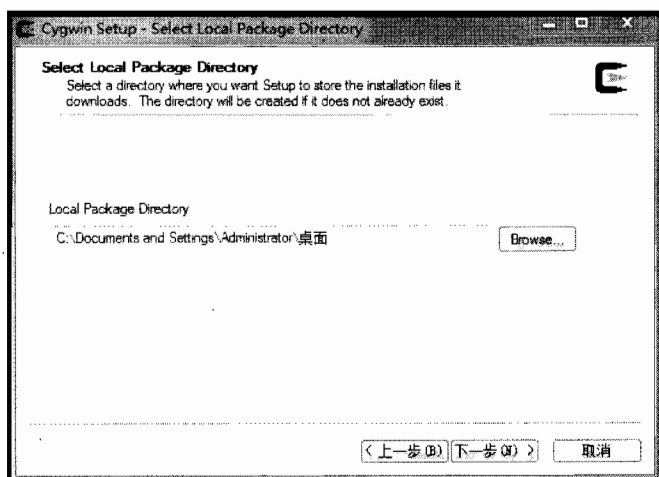 Cygwin Setup - Select Local Package Directory
Select Local Package Directory
Select a directory where you want Setup to store the installation files it
downloads. The directory will be created if it does not already exist.
Local Package Directory
C:\Documents and Settings\Administrator\桌面
Browse...
< 上一步(B)
下一步(N) >
取消